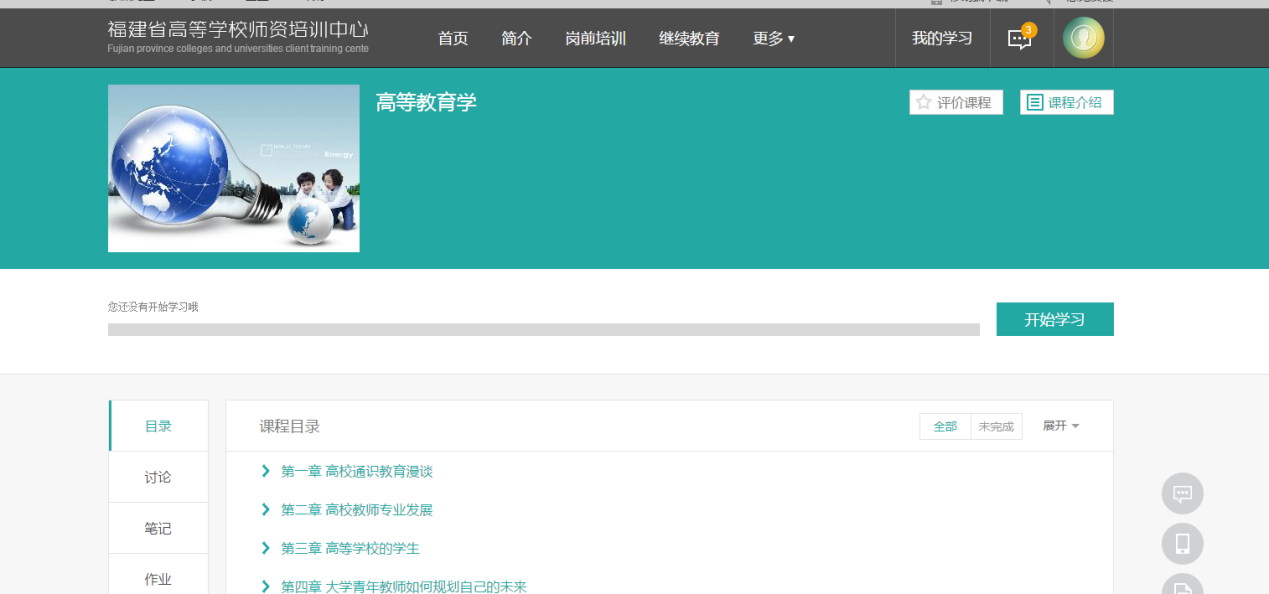 福建省高等学校师资培训中心
Fujian province colleges and universities client training cente
首页 简介 岗前培训 继续教育 更多 ▼ 我的学习 3
高等教育学
评价课程 课程介绍
Energy
您还没有开始学习哦
开始学习
目录
讨论
笔记
作业
课程目录 全部 未完成 展开
第一章 高校通识教育漫谈
第二章 高校教师专业发展
第三章 高等学校的学生
第四章 大学青年教师如何规划自己的未来